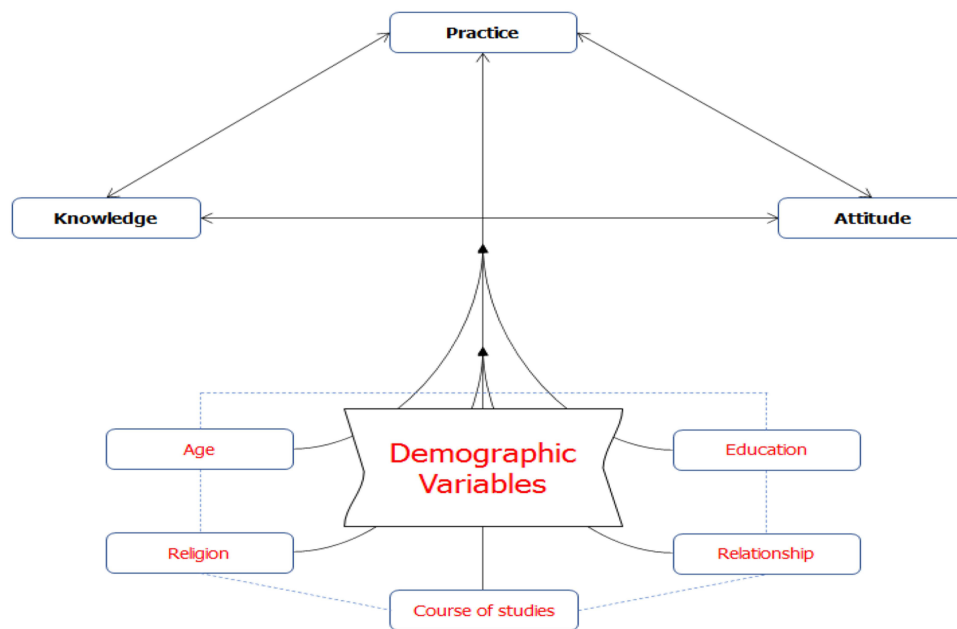 Practice
Knowledge
Attitude
Age
Demographic
Variables
Education
Religion
Relationship
Course of studies